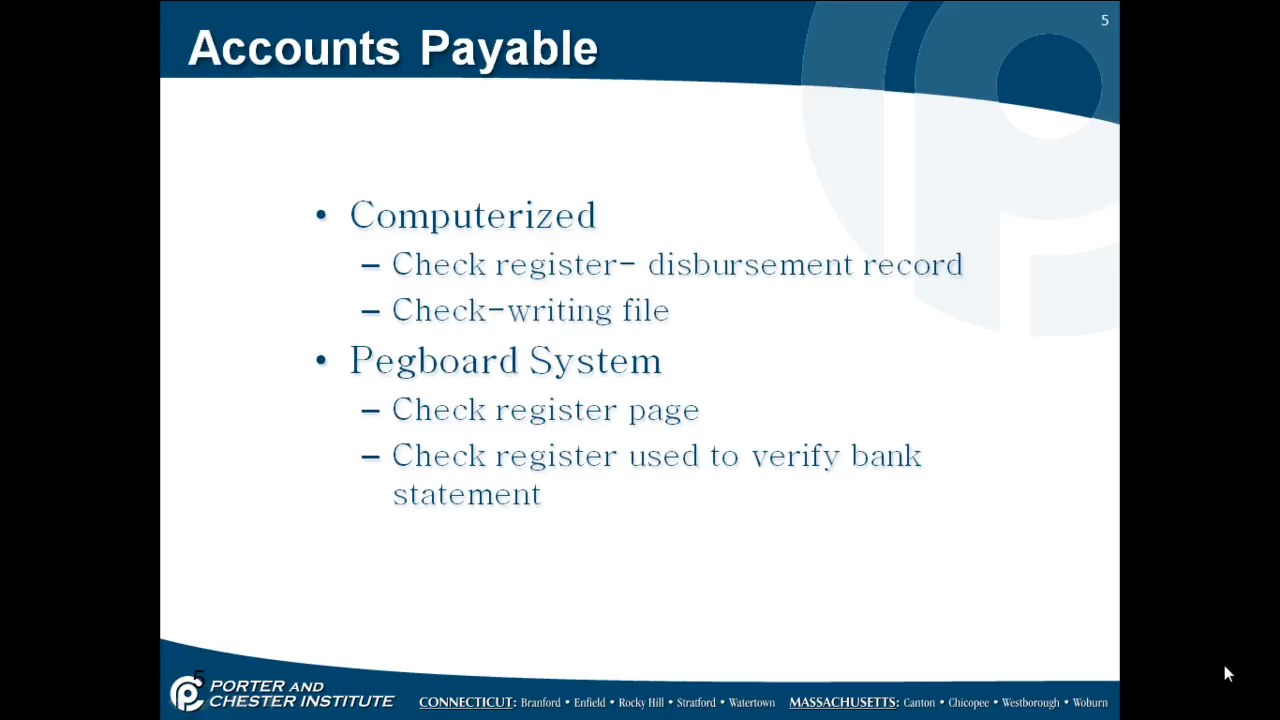 5
Accounts Payable
• Computerized
– Check register- disbursement record
– Check-writing file
• Pegboard System
– Check register page
– Check register used to verify bank
statement
5
PORTER AND
CHESTER INSTITUTE
CONNECTICUT: Branford • Enfield • Rocky Hill • Stratford • Watertown MASSACHUSETTS: Canton • Chicopee • Westborough • Woburn